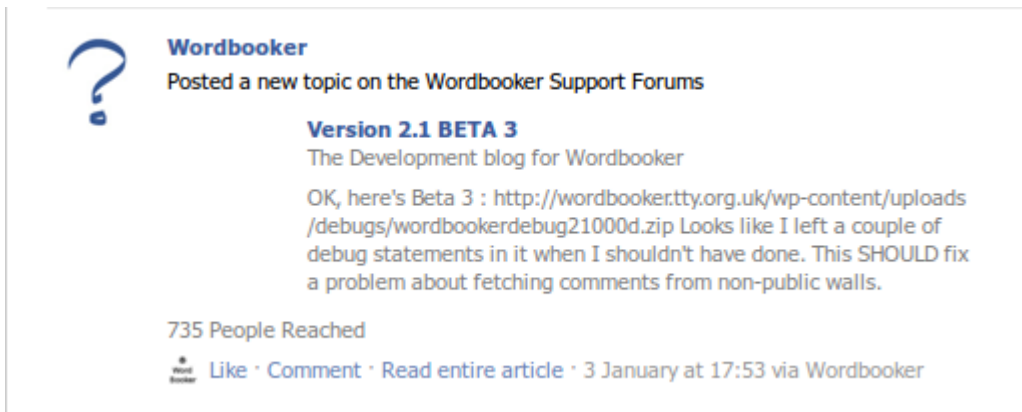 ?
Wordbooker
Posted a new topic on the Wordbooker Support Forums
Version 2.1 BETA 3
The Development blog for Wordbooker
OK, here's Beta 3 : http://wordbooker.tty.org.uk/wp-content/uploads
/debugs/wordbookerdebug21000d.zip Looks like I left a couple of
debug statements in it when I shouldn't have done. This SHOULD fix
a problem about fetching comments from non-public walls.
735 People Reached
Word
Booker
Like · Comment · Read entire article · 3 January at 17:53 via Wordbooker